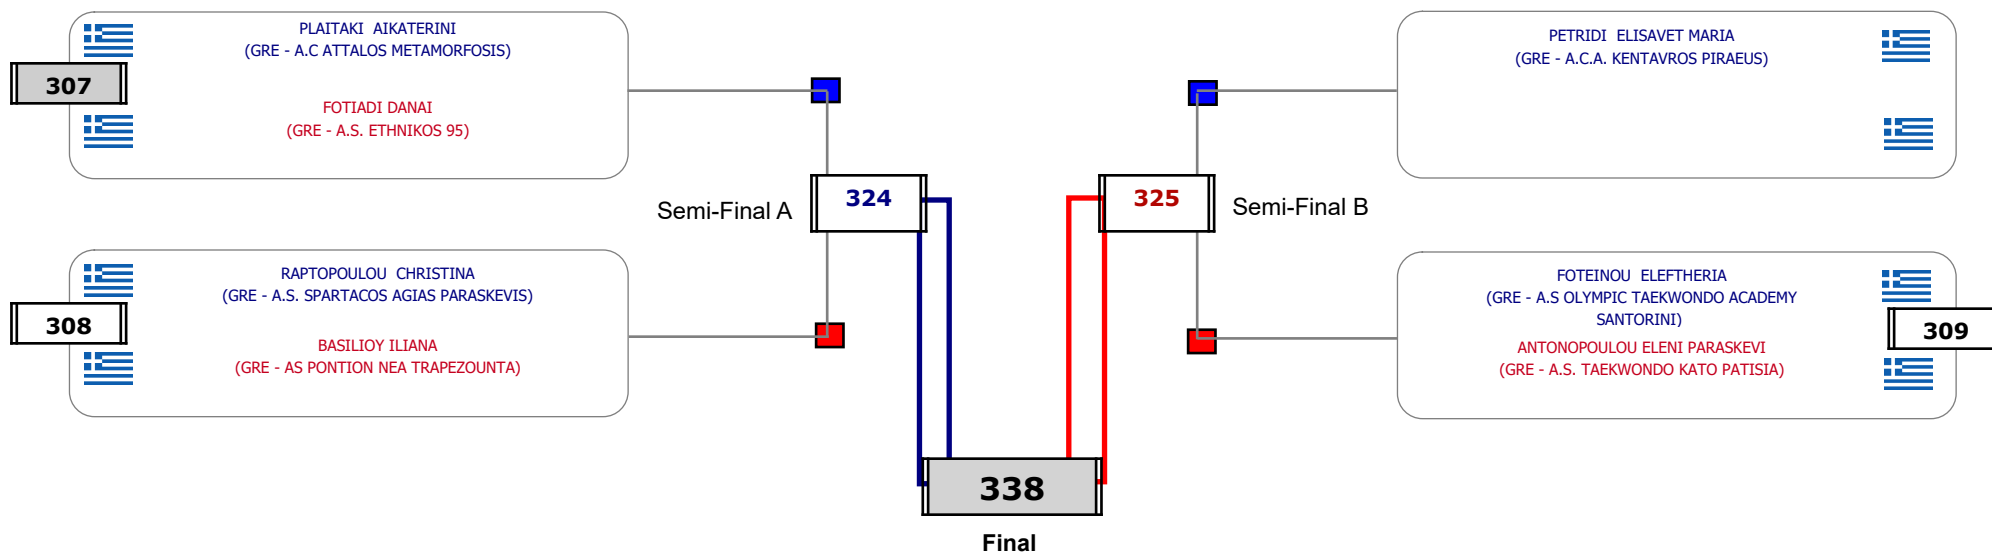 PLAITAKI AIKATERINI
(GRE - A.C ATTALOS METAMORFOSIS)
307
FOTIADI DANAI
(GRE - A.S. ETHNIKOS 95)
PETRIDI ELISAVET MARIA
(GRE - A.C.A. KENTAVROS PIRAEUS)
Semi-Final A
324
325
Semi-Final B
RAPTOPOULOU CHRISTINA
(GRE - A.S. SPARTACOS AGIAS PARASKEVIS)
308
BASILIOY ILIANA
(GRE - AS PONTION NEA TRAPEZOUNTA)
FOTEINOU ELEFTHERIA
(GRE - A.S OLYMPIC TAEKWONDO ACADEMY
SANTORINI)
309
ANTONOPOULOU ELENI PARASKEVI
(GRE - A.S. TAEKWONDO KATO PATISIA)
338
Final